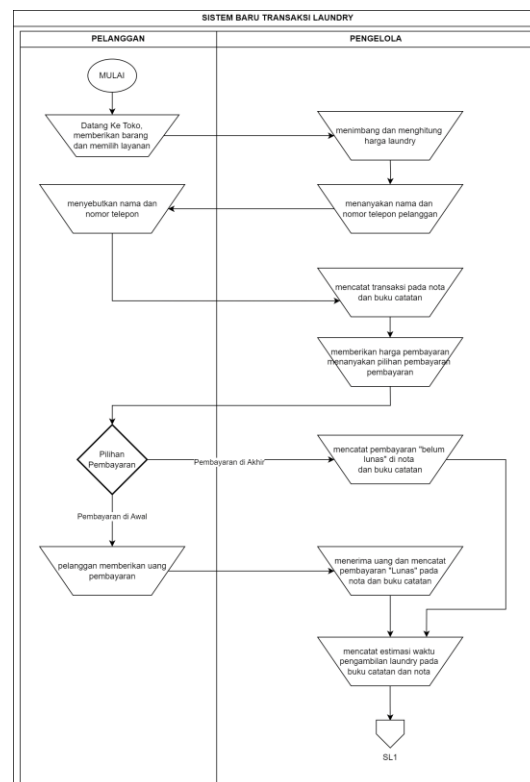 SISTEM BARU TRANSAKSI LAUNDRY
PELANGGAN
PENGELOLA
MULAI
Datang Ke Toko,
memberikan barang
dan memilih layanan
menimbang dan menghitung
harga laundry
menanyakan nama dan
nomor telepon pelanggan
menyebutkan nama dan
nomor telepon
mencatat transaksi pada nota
dan buku catatan
memberikan harga pembayaran
menanyakan pilihan pembayaran
pembayaran
Pilihan
Pembayaran
Pembayaran di Akhir
mencatat pembayaran "belum
lunas" di nota
dan buku catatan
Pembayaran di Awal
pelanggan memberikan uang
pembayaran
menerima uang dan mencatat
pembayaran "Lunas" pada
nota dan buku catatan
mencatat estimasi waktu
pengambilan laundry pada
buku catatan dan nota
SL1